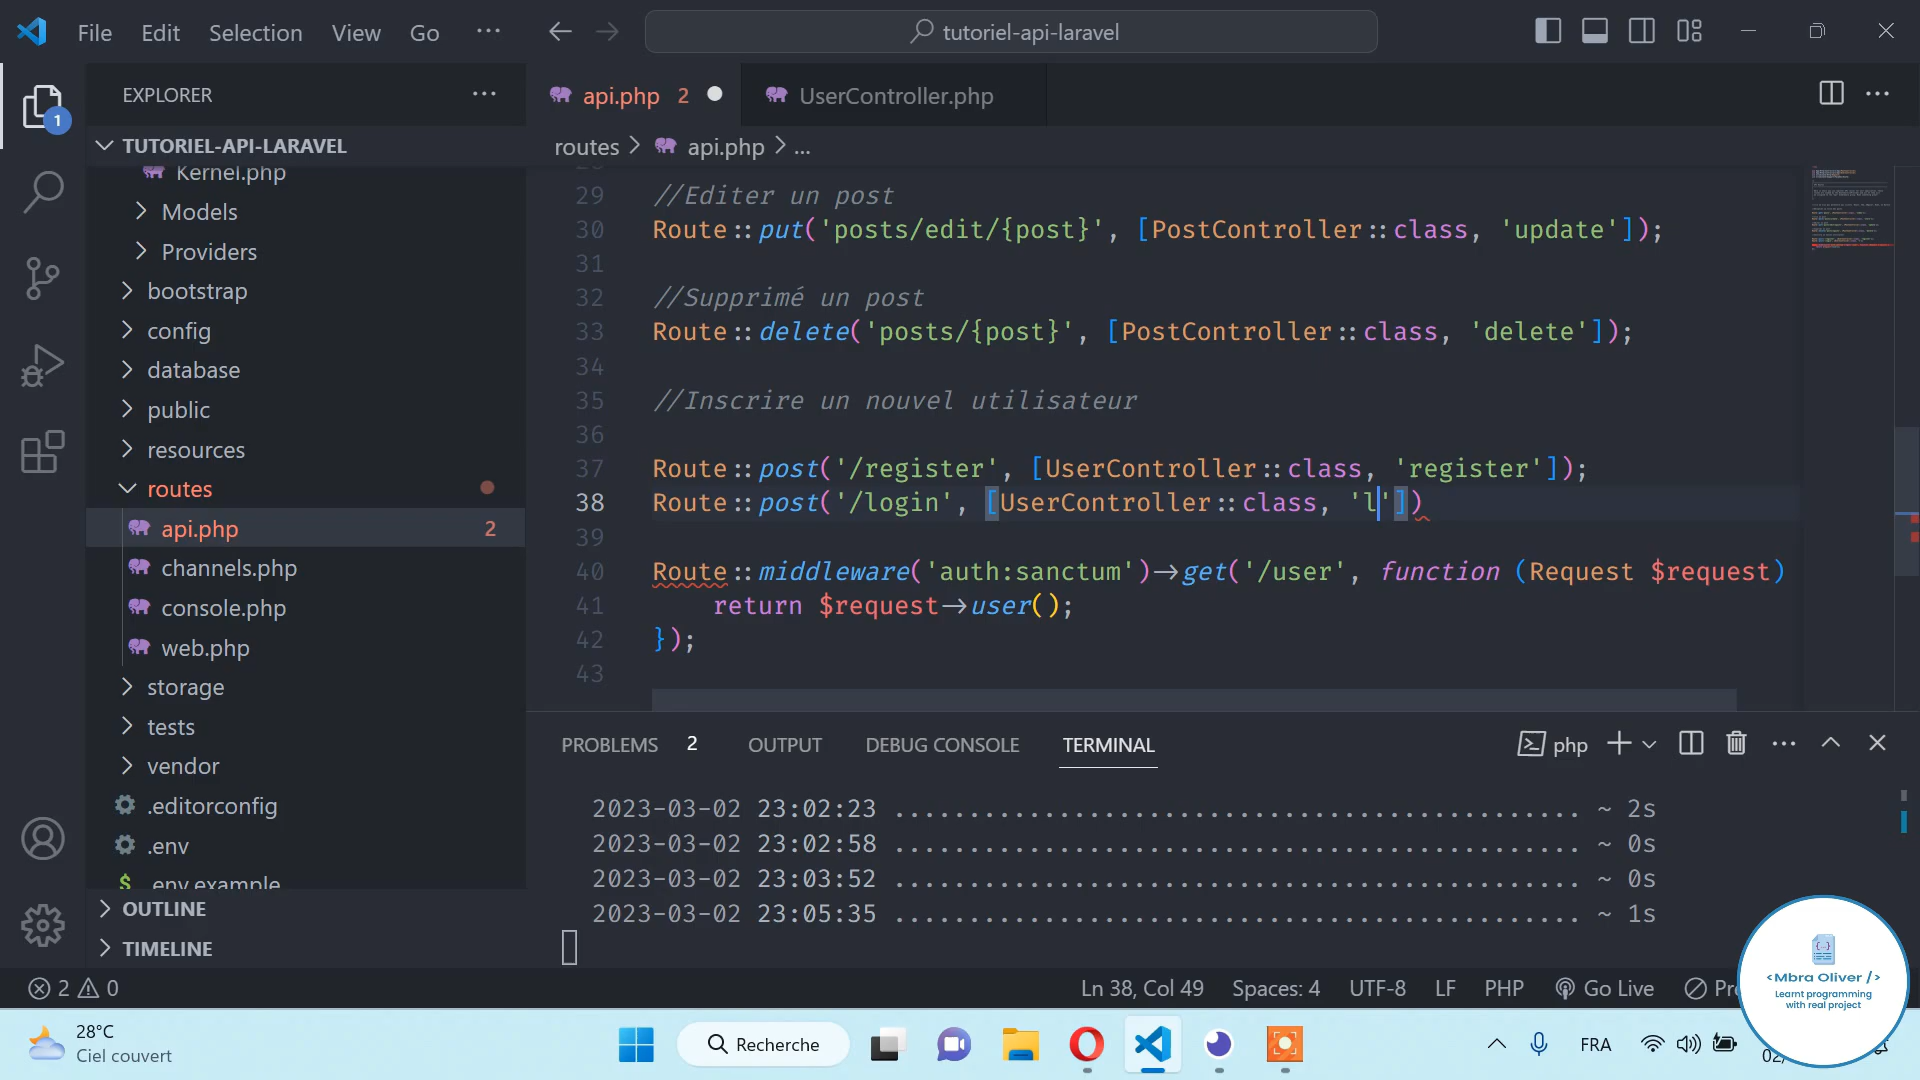 File Edit Selection View Go ··· tutoriel-api-laravel
EXPLORER
TUTORIEL-API-LARAVEL
Kernel.php
Models
Providers
bootstrap
config
database
public
resources
routes
api.php 2
channels.php
console.php
web.php
storage
tests
vendor
.editorconfig
.env
.env.example
OUTLINE
TIMELINE
1
api.php 2
UserController.php
routes > api.php > ...
29 //Editer un post
30 Route::put('posts/edit/{post}', [PostController::class, 'update']);
31
32 //Supprimé un post
33 Route::delete('posts/{post}', [PostController::class, 'delete']);
34
35 //Inscrire un nouvel utilisateur
36
37 Route::post('/register', [UserController::class, 'register']);
38 Route::post('/login', [UserController::class, 'l'])
39
40 Route::middleware('auth:sanctum')->get('/user', function (Request $request)
41 return $request->user();
42 });
43
PROBLEMS 2 OUTPUT DEBUG CONSOLE TERMINAL php
2023-03-02 23:02:23 ............................................. ~ 2s
2023-03-02 23:02:58 ............................................. ~ 0s
2023-03-02 23:03:52 ............................................. ~ 0s
2023-03-02 23:05:35 ............................................. ~ 1s
2 0 Ln 38, Col 49 Spaces: 4 UTF-8 LF PHP Go Live
<Mbra Oliver />
Learnt programming
with real project
28°C
Ciel couvert
Recherche
FRA